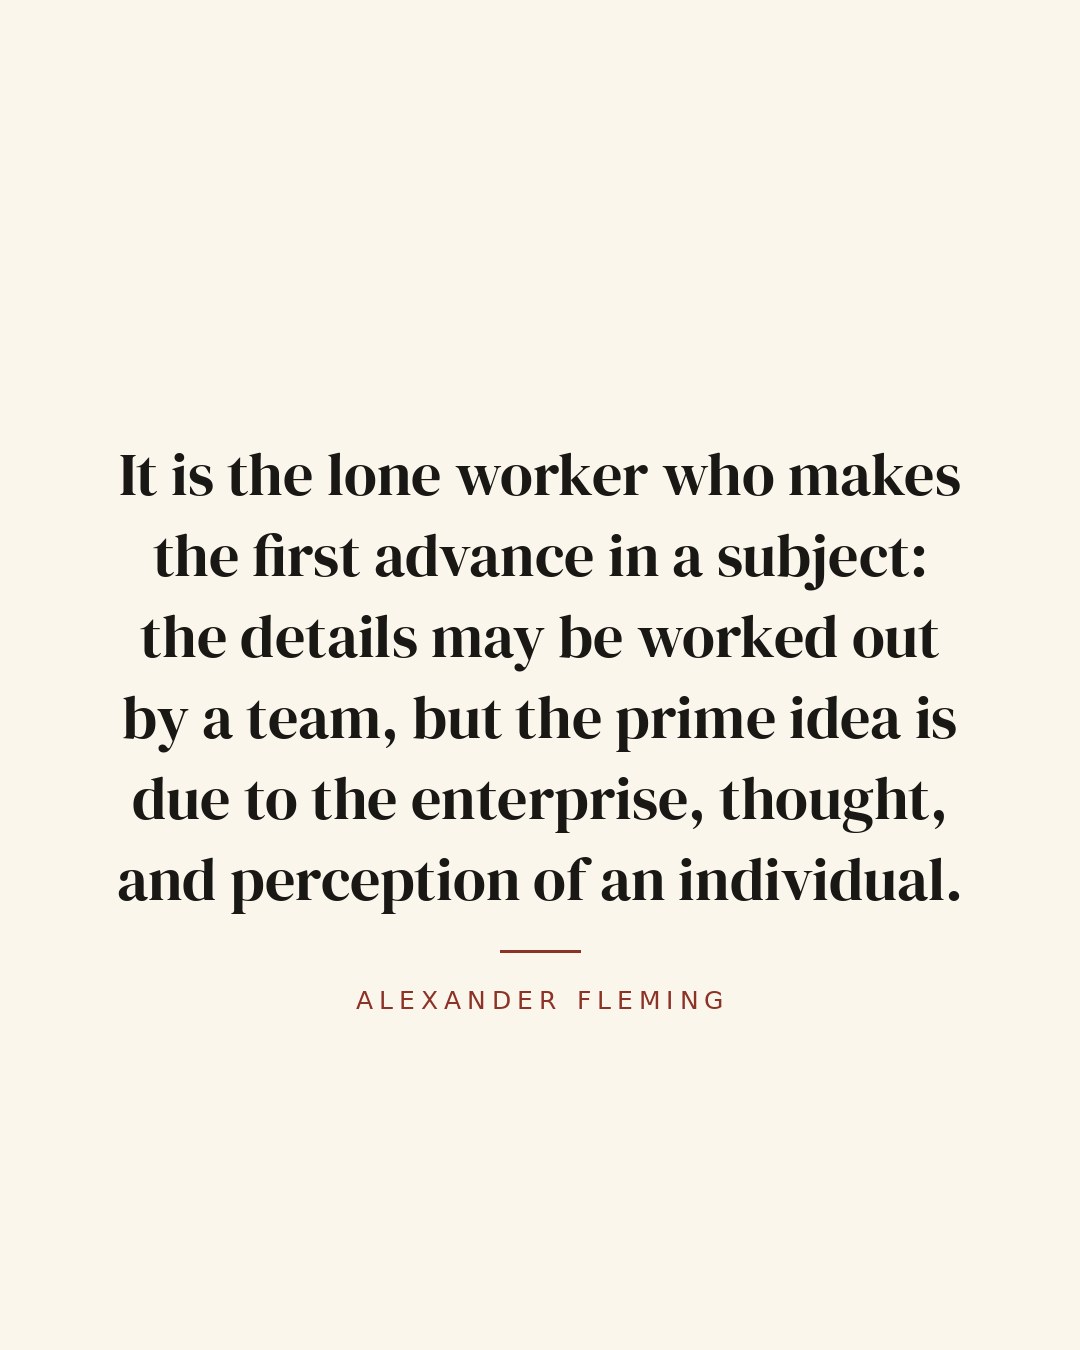 It is the lone worker who makes
the first advance in a subject:
the details may be worked out
by a team, but the prime idea is
due to the enterprise, thought,
and perception of an individual.
ALEXANDER FLEMING